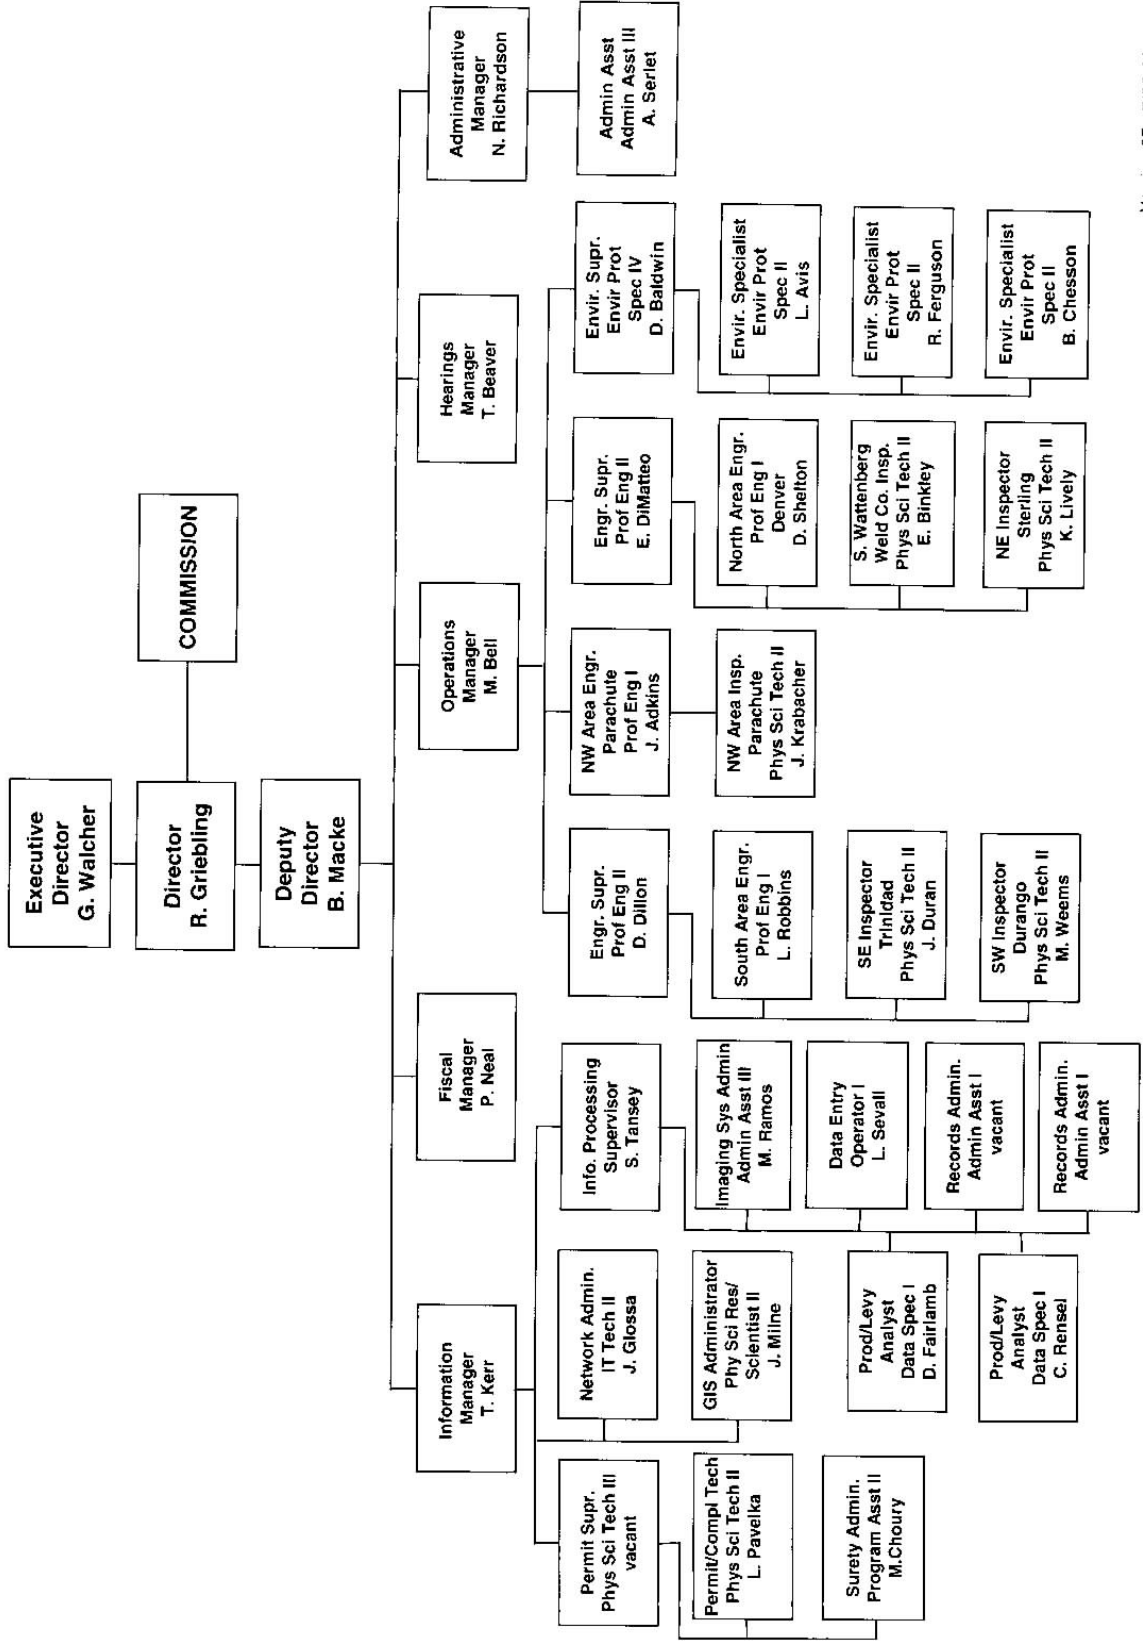 Executive
Director
G. Walcher
Director
R. Griebling
COMMISSION
Deputy
Director
B. Macke
Information
Manager
T. Kerr
Fiscal
Manager
P. Neal
Operations
Manager
M. Bell
Hearings
Manager
T. Beaver
Administrative
Manager
N. Richardson
Permit Supr.
Phys Sci Tech III
vacant
Permit/Compl Tech
Phys Sci Tech II
L. Pavelka
Surety Admin.
Program Asst II
M.Choury
Network Admin.
IT Tech II
J. Glossa
GIS Administrator
Phy Sci Res/
Scientist II
J. Milne
Info. Processing
Supervisor
S. Tansey
Imaging Sys Admin
Admin Asst III
M. Ramos
Data Entry
Operator I
L. Sevall
Prod/Levy
Analyst
Data Spec I
D. Fairlamb
Records Admin.
Admin Asst I
vacant
Prod/Levy
Analyst
Data Spec I
C. Rensel
Records Admin.
Admin Asst I
vacant
Engr. Supr.
Prof Eng II
D. Dillon
South Area Engr.
Prof Eng I
L. Robbins
SE Inspector
Trinidad
Phys Sci Tech II
J. Duran
SW Inspector
Durango
Phys Sci Tech II
M. Weems
NW Area Engr.
Parachute
Prof Eng I
J. Adkins
NW Area Insp.
Parachute
Phys Sci Tech II
J. Krabacher
Engr. Supr.
Prof Eng II
E. DiMatteo
North Area Engr.
Prof Eng I
Denver
D. Shelton
S. Wattenberg
Weld Co. Insp.
Phys Sci Tech II
E. Binkley
NE Inspector
Sterling
Phys Sci Tech II
K. Lively
Envir. Supr.
Envir Prot
Spec IV
D. Baldwin
Envir. Specialist
Envir Prot
Spec II
L. Avis
Envir. Specialist
Envir Prot
Spec II
R. Ferguson
Envir. Specialist
Envir Prot
Spec II
B. Chesson
Admin Asst
Admin Asst III
A. Serlet